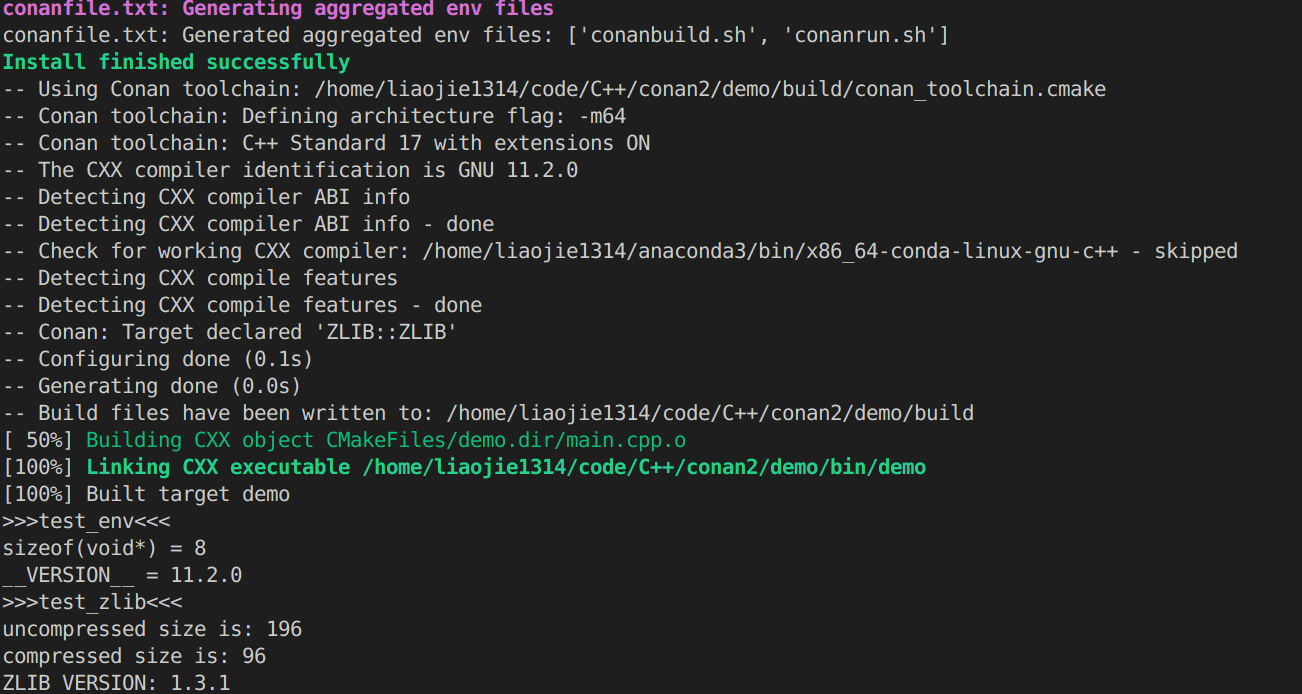 conanfile.txt: Generating aggregated env files
conanfile.txt: Generated aggregated env files: ['conanbuild.sh', 'conanrun.sh']
Install finished successfully
-- Using Conan toolchain: /home/liaojie1314/code/C++/conan2/demo/build/conan_toolchain.cmake
-- Conan toolchain: Defining architecture flag: -m64
-- Conan toolchain: C++ Standard 17 with extensions ON
-- The CXX compiler identification is GNU 11.2.0
-- Detecting CXX compiler ABI info
-- Detecting CXX compiler ABI info - done
-- Check for working CXX compiler: /home/liaojie1314/anaconda3/bin/x86_64-conda-linux-gnu-c++ - skipped
-- Detecting CXX compile features
-- Detecting CXX compile features - done
-- Conan: Target declared 'ZLIB::ZLIB'
-- Configuring done (0.1s)
-- Generating done (0.0s)
-- Build files have been written to: /home/liaojie1314/code/C++/conan2/demo/build
[ 50%] Building CXX object CMakeFiles/demo.dir/main.cpp.o
[100%] Linking CXX executable /home/liaojie1314/code/C++/conan2/demo/bin/demo
[100%] Built target demo
>>>test_env<<<
sizeof(void*) = 8
__VERSION__ = 11.2.0
>>>test_zlib<<<
uncompressed size is: 196
compressed size is: 96
ZLIB VERSION: 1.3.1